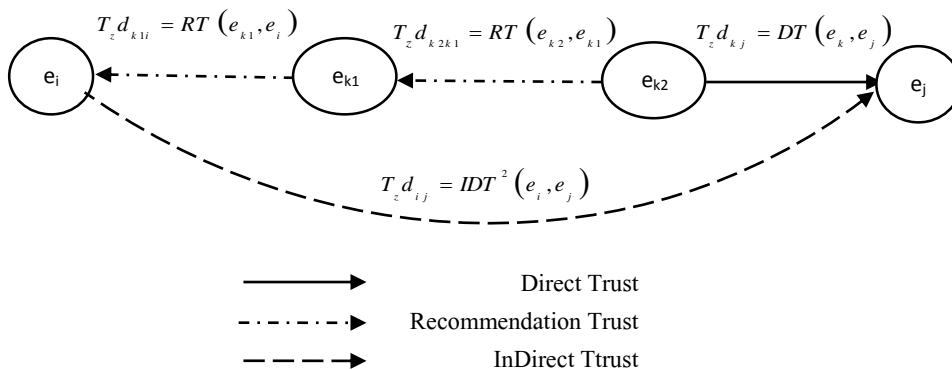 T_z d_{k1i} = RT (e_{k1}, e_i)
T_z d_{k2k1} = RT (e_{k2}, e_{k1})
T_z d_{kj} = DT (e_k, e_j)
e_i
e_{k1}
e_{k2}
e_j
T_z d_{ij} = IDT^2 (e_i, e_j)
Direct Trust
Recommendation Trust
InDirect Ttrust